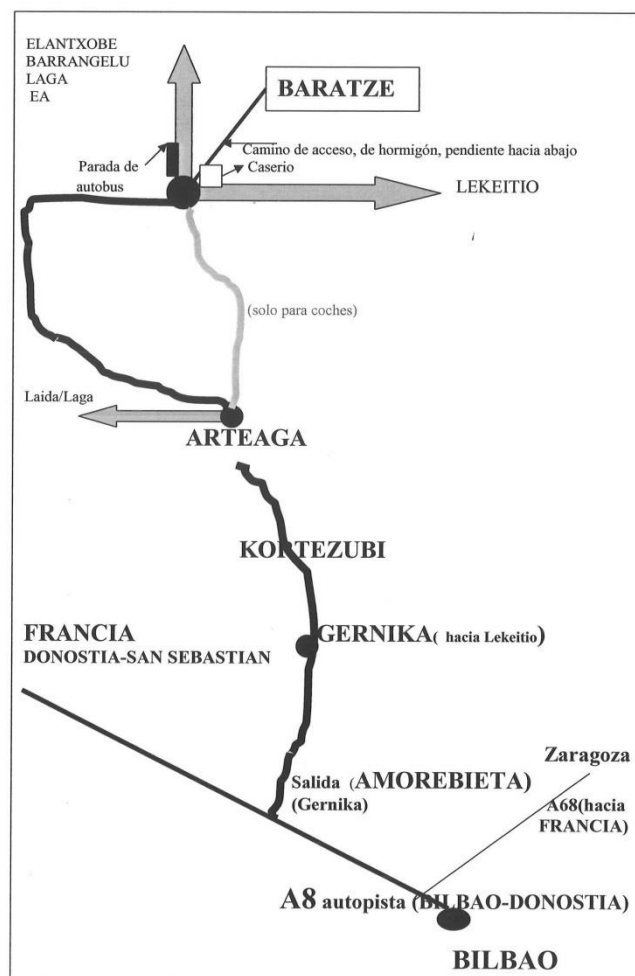 ELANTXOBE
BARRANGELU
LAGA
EA
BARATZE
Camino de acceso, de hormigón, pendiente hacia abajo
Parada de
autobus
Caserio
LEKEITIO
(solo para coches)
Laida/Laga
ARTEAGA
KORTEZUBI
GERNIKA( hacia Lekeitio)
FRANCIA
DONOSTIA-SAN SEBASTIAN
Zaragoza
Salida (AMOREBIETA)
(Gernika)
A68(hacia
FRANCIA)
A8 autopista (BILBAO-DONOSTIA)
BILBAO